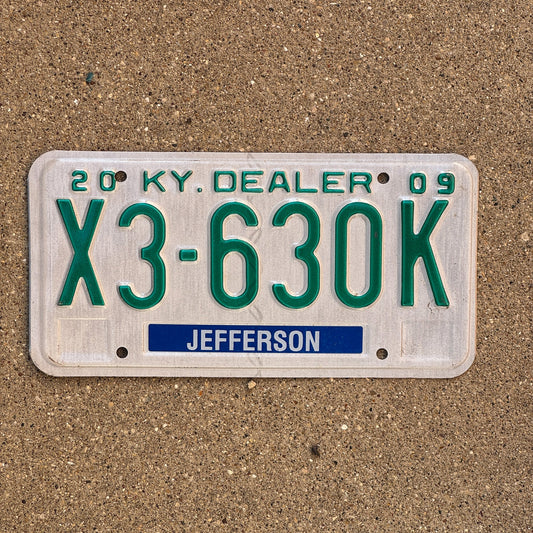 20 KY. DEALER 09
X3-630K
JEFFERSON